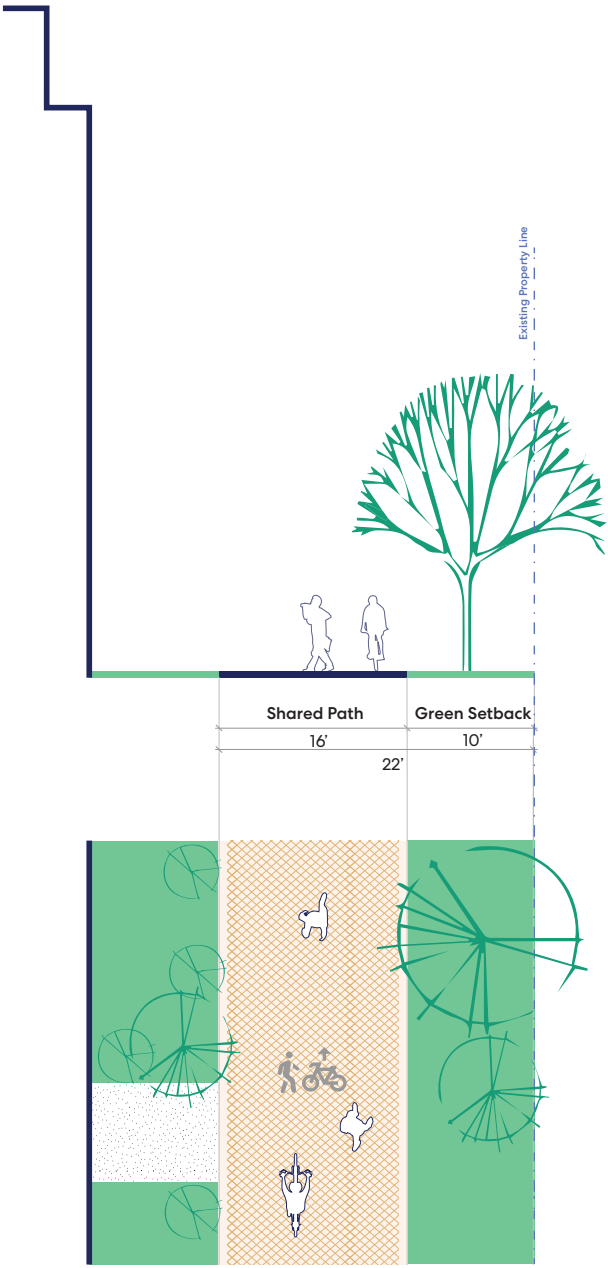 Existing Property Line
Shared Path
Green Setback
16’
10’
22’